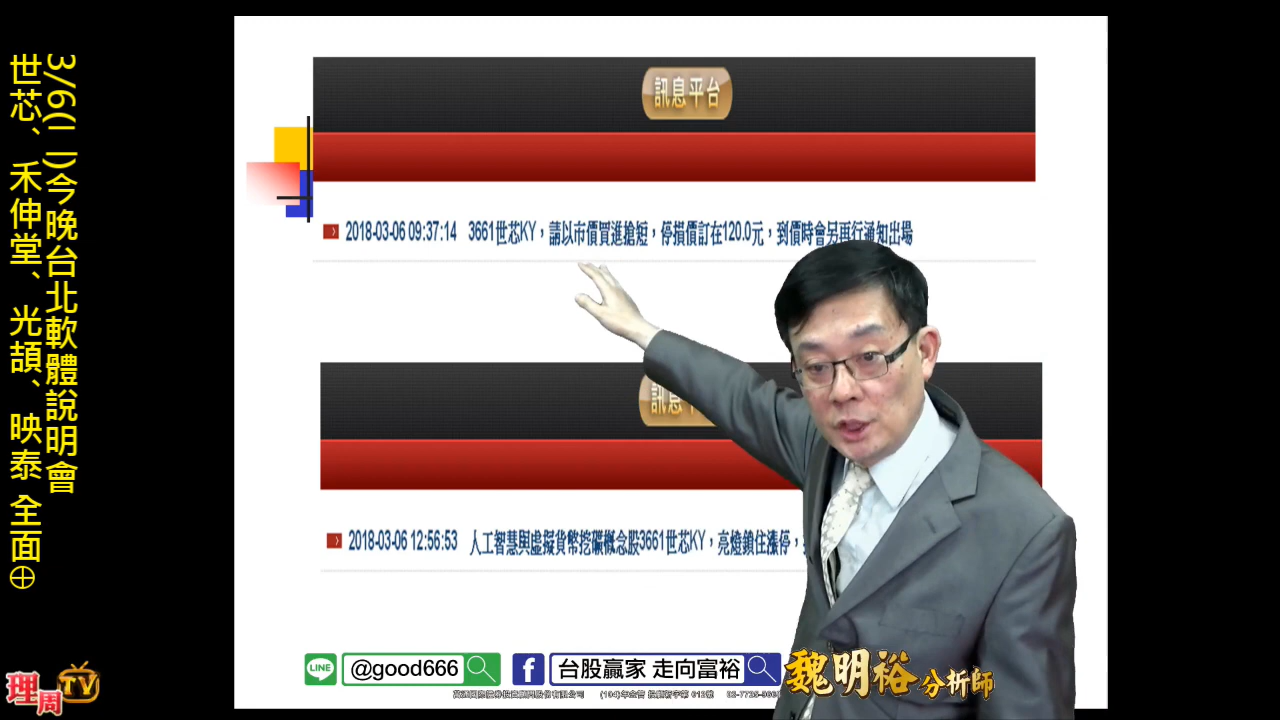 3/6(二)今晚台北軟體說明會
世芯、禾伸堂、光頡、映泰 全面⊕
訊息平台
2018-03-06 09:37:14 3661世芯KY，請以市價買進搶短，停損價訂在120.0元，到價時會另再行通知出場
訊息
2018-03-06 12:56:53 人工智慧與虛擬貨幣挖礦概念股3661世芯KY，亮燈鎖住漲停，
LINE @good666 f 台股贏家 走向富裕
魏明裕 分析師
理周TV